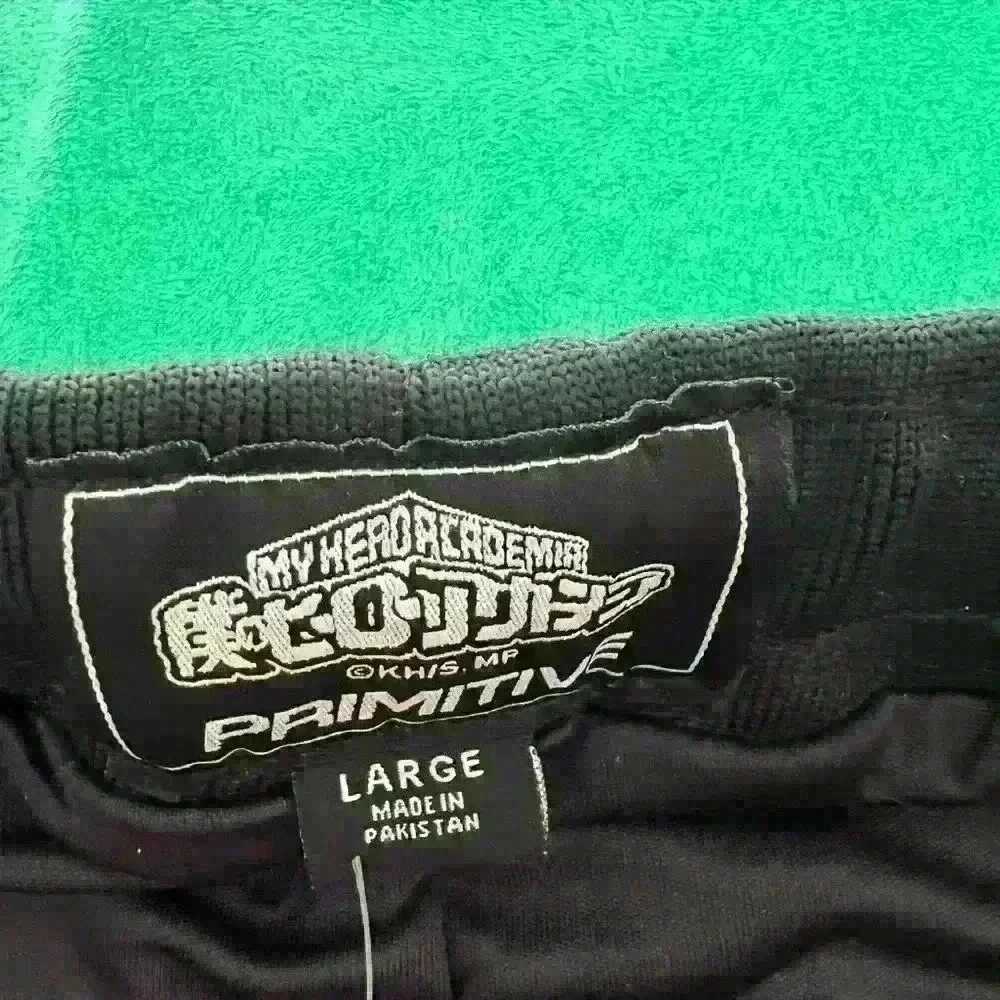 MY HERO ACADEMIA
僕のヒーローアカデミア
©KH/S, MP
PRIMITIVE
LARGE
MADE IN
PAKISTAN